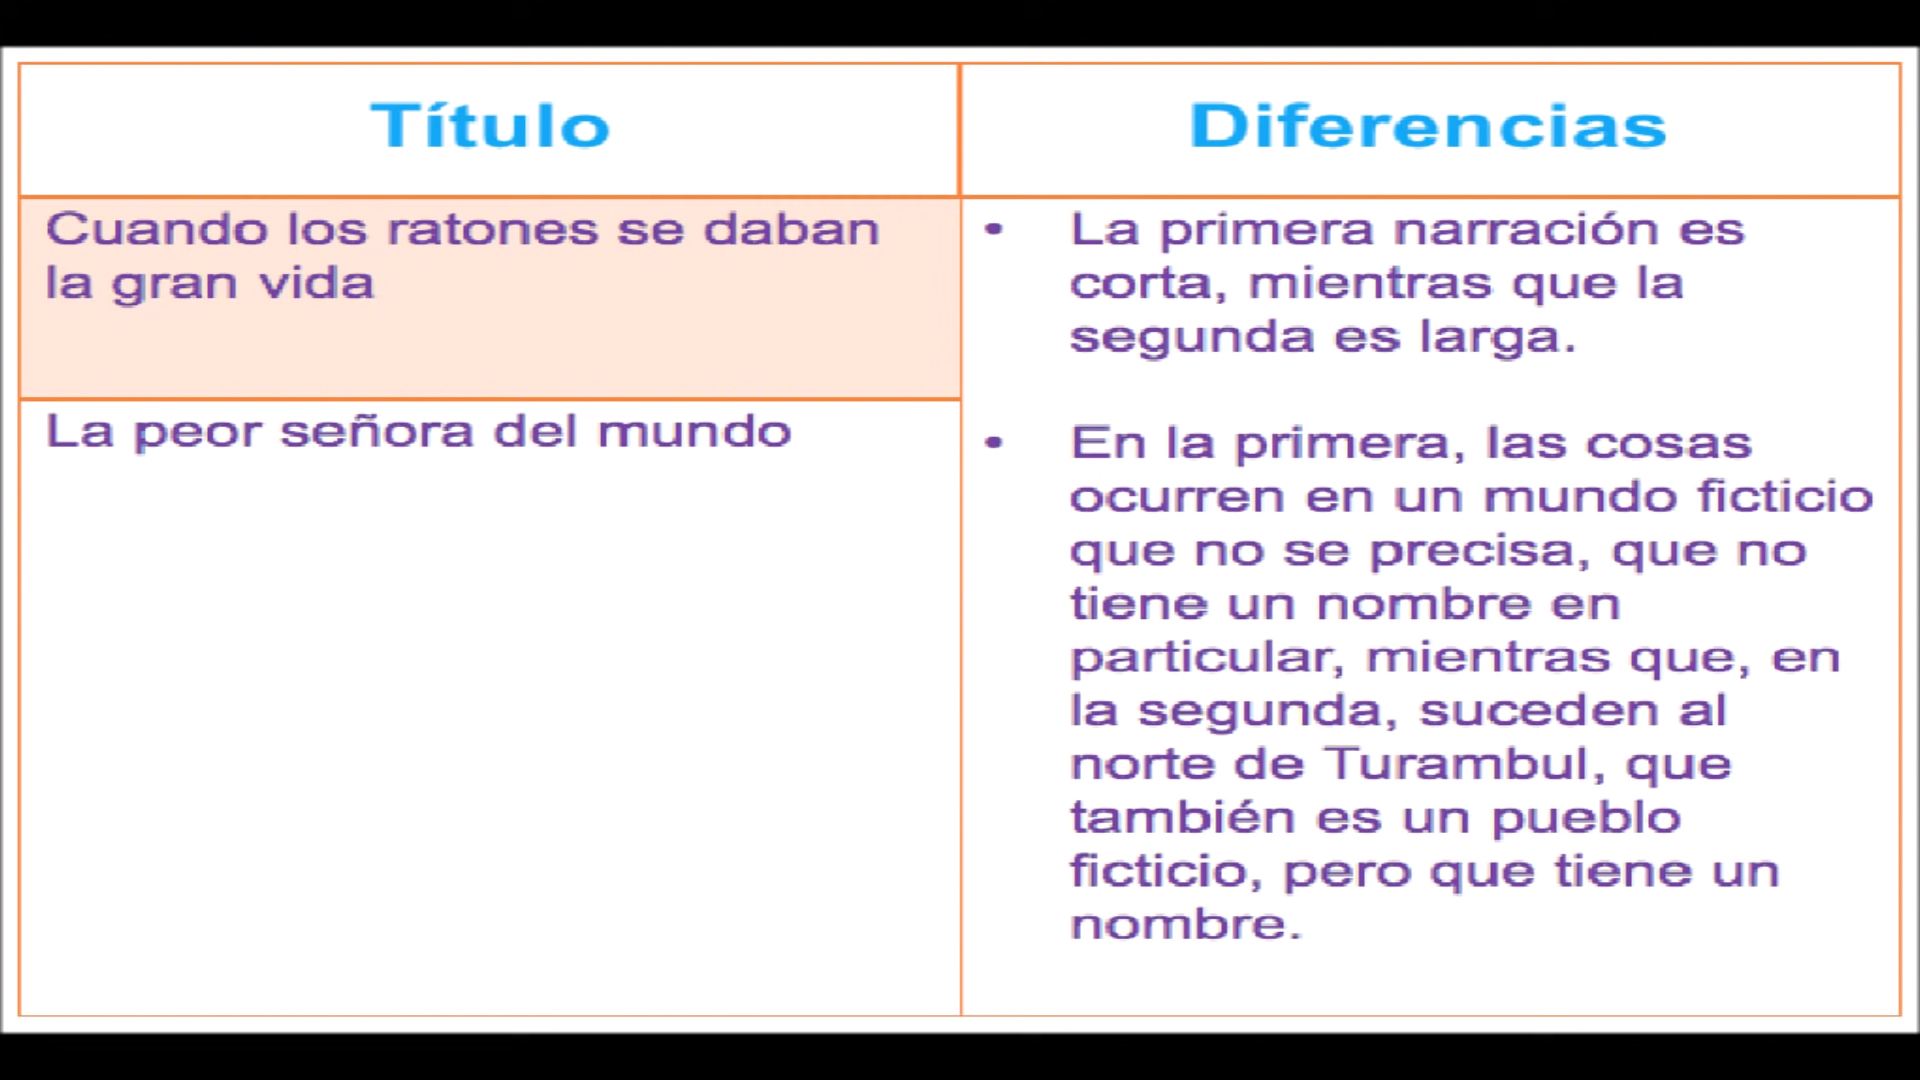 Título
Diferencias
Cuando los ratones se daban
la gran vida
La peor señora del mundo
• La primera narración es
corta, mientras que la
segunda es larga.
• En la primera, las cosas
ocurren en un mundo ficticio
que no se precisa, que no
tiene un nombre en
particular, mientras que, en
la segunda, suceden al
norte de Turambul, que
también es un pueblo
ficticio, pero que tiene un
nombre.